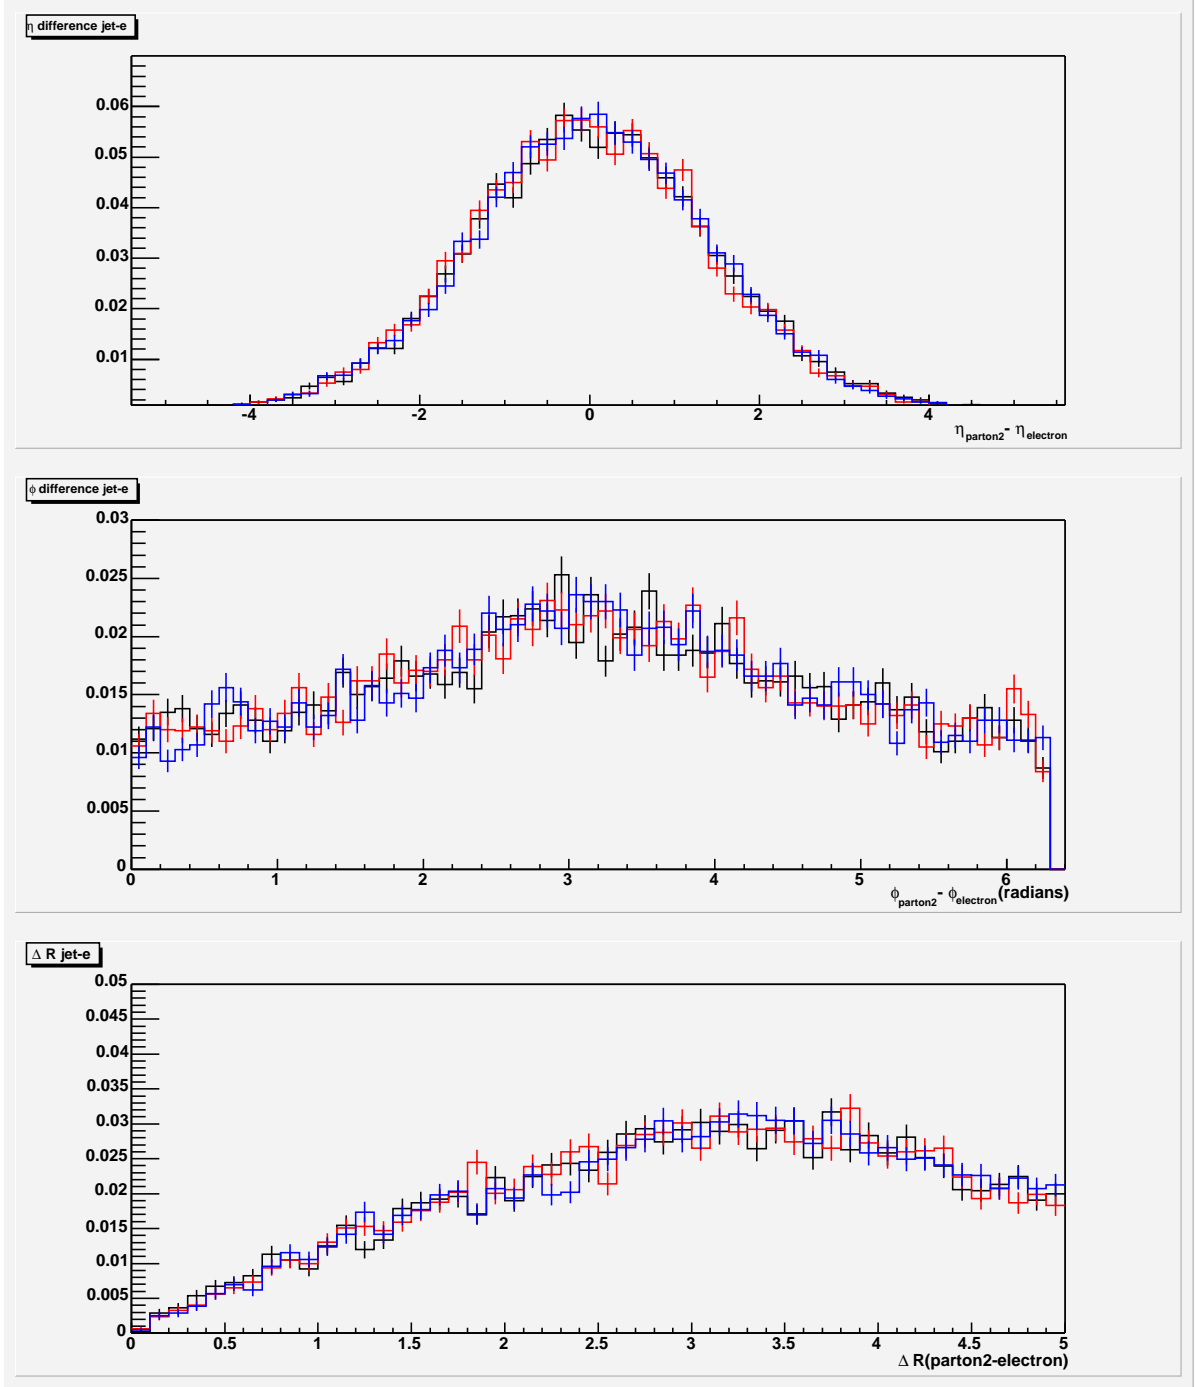 η difference jet-e
0.06
0.05
0.04
0.03
0.02
0.01
-4 -2 0 2 4
η parton2 - η electron
ϕ difference jet-e
0.03
0.025
0.02
0.015
0.01
0.005
0
0 1 2 3 4 5 6
ϕ parton2 - ϕ electron (radians)
Δ R jet-e
0.05
0.045
0.04
0.035
0.03
0.025
0.02
0.015
0.01
0.005
0
0 0.5 1 1.5 2 2.5 3 3.5 4 4.5 5
Δ R(parton2-electron)